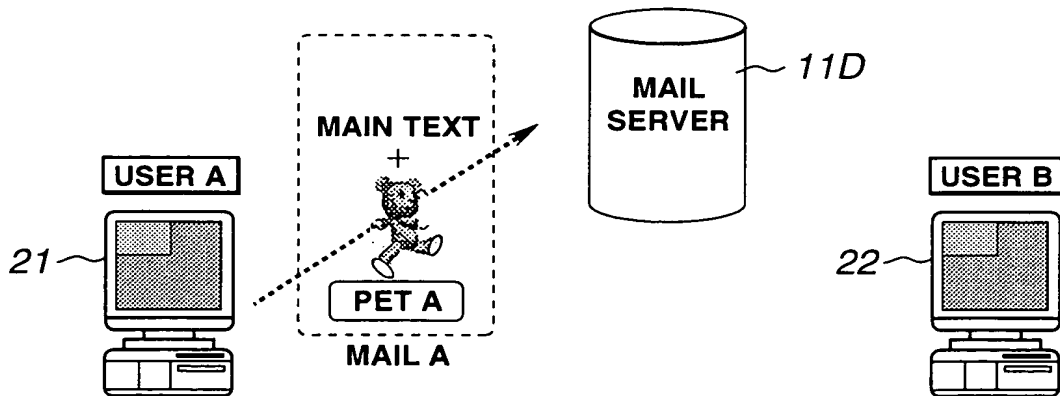 11D
MAIL
SERVER
MAIN TEXT
+
USER A
USER B
21
22
PET A
MAIL A